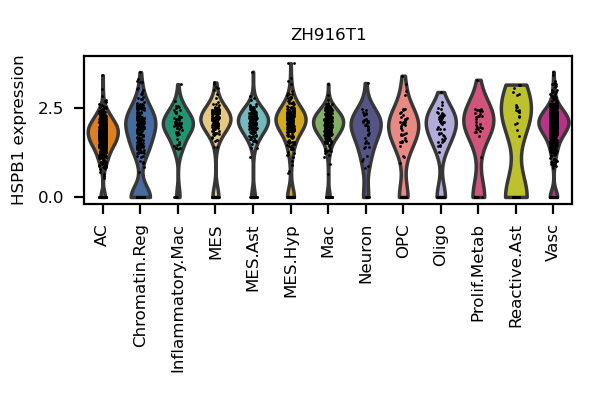 ZH916T1
HSPB1 expression
2.5
0.0
AC
Chromatin.Reg
Inflammatory.Mac
MES
MES.Ast
MES.Hyp
Mac
Neuron
OPC
Oligo
Prolif.Metab
Reactive.Ast
Vasc